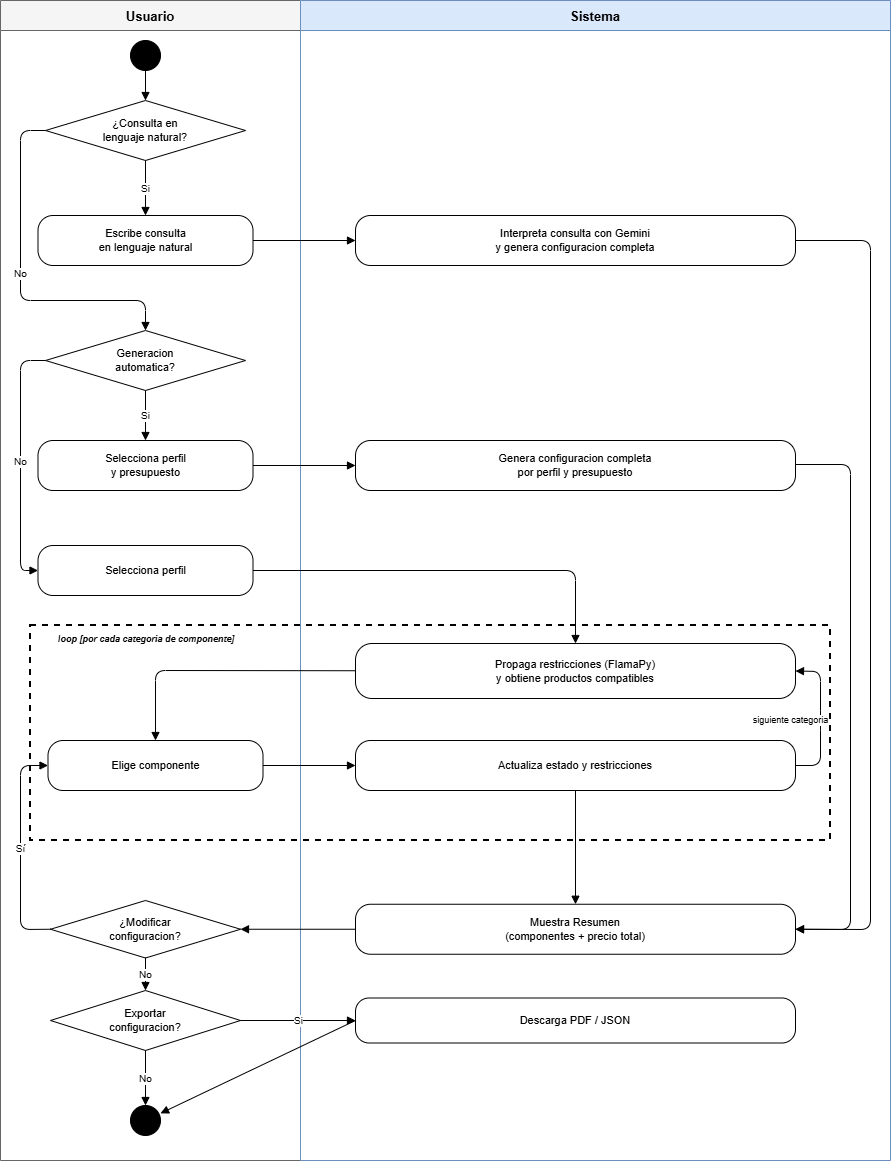 Usuario
Sistema
¿Consulta en
lenguaje natural?
Si
Escribe consulta
en lenguaje natural
Interpreta consulta con Gemini
y genera configuracion completa
No
Generacion
automatica?
Si
Selecciona perfil
y presupuesto
Genera configuracion completa
por perfil y presupuesto
No
Selecciona perfil
loop [por cada categoria de componente]
Propaga restricciones (FlamaPy)
y obtiene productos compatibles
siguiente categoria
Elige componente
Actualiza estado y restricciones
Sí
¿Modificar
configuracion?
Muestra Resumen
(componentes + precio total)
No
Exportar
configuracion?
Si
Descarga PDF / JSON
No